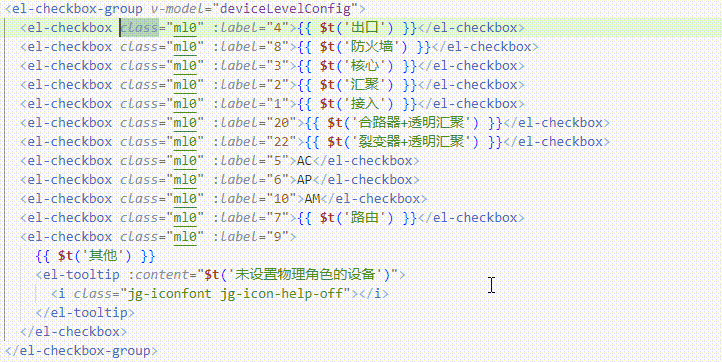 <el-checkbox-group v-model="deviceLevelConfig">
<el-checkbox class="ml0" :label="4">{{ $t('出口') }}</el-checkbox>
<el-checkbox class="ml0" :label="8">{{ $t('防火墙') }}</el-checkbox>
<el-checkbox class="ml0" :label="3">{{ $t('核心') }}</el-checkbox>
<el-checkbox class="ml0" :label="2">{{ $t('汇聚') }}</el-checkbox>
<el-checkbox class="ml0" :label="1">{{ $t('接入') }}</el-checkbox>
<el-checkbox class="ml0" :label="20">{{ $t('合路器+透明汇聚') }}</el-checkbox>
<el-checkbox class="ml0" :label="22">{{ $t('裂变器+透明汇聚') }}</el-checkbox>
<el-checkbox class="ml0" :label="5">AC</el-checkbox>
<el-checkbox class="ml0" :label="6">AP</el-checkbox>
<el-checkbox class="ml0" :label="10">AM</el-checkbox>
<el-checkbox class="ml0" :label="7">{{ $t('路由') }}</el-checkbox>
<el-checkbox class="ml0" :label="9">
{{ $t('其他') }}
<el-tooltip :content="$t('未设置物理角色的设备')">
<i class="jg-iconfont jg-icon-help-off"></i>
</el-tooltip>
</el-checkbox>
</el-checkbox-group>